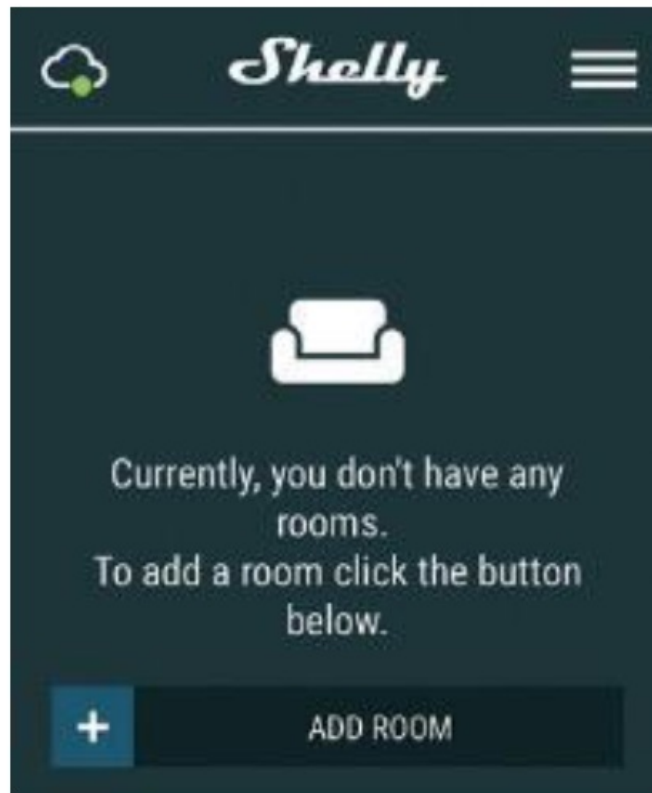 Shelly
Currently, you don't have any
rooms.
To add a room click the button
below.
+ ADD ROOM